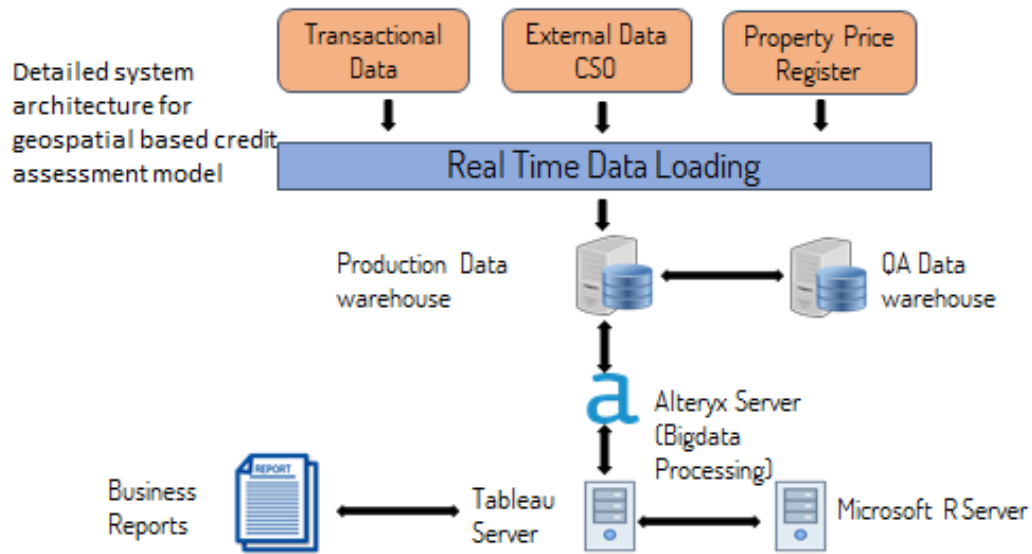 Transactional
Data
External Data
CSO
Property Price
Register
Detailed system
architecture for
geospatial based credit
assessment model
Real Time Data Loading
Production Data
warehouse
QA Data
warehouse
a
Alteryx Server
(Bigdata
Processing)
REPORT
Business
Reports
Tableau
Server
Microsoft R Server